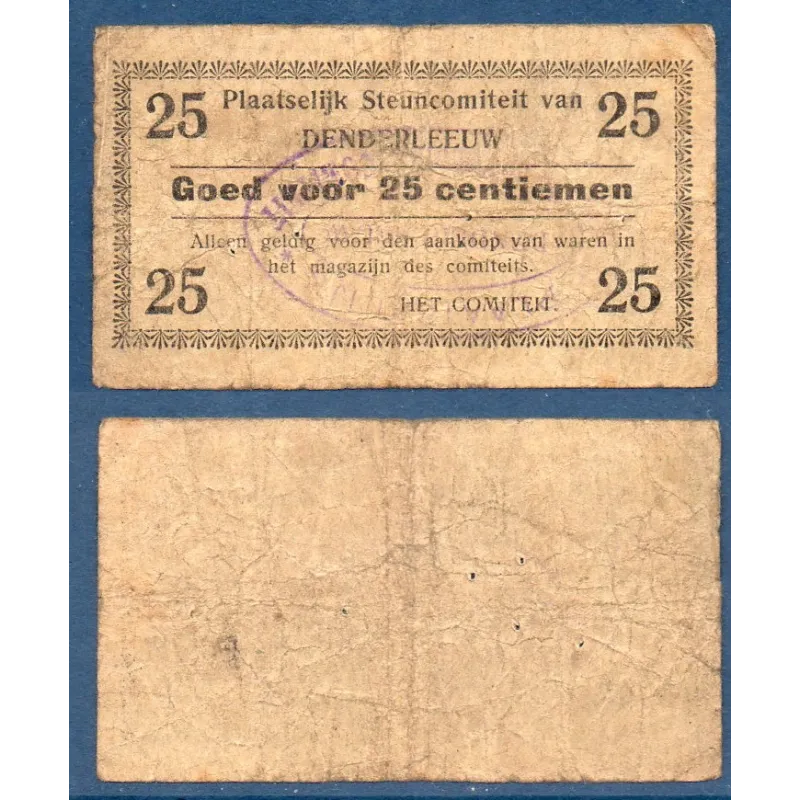 25 Plaatselijk Steuncomiteit van 25
DENDERLEEUW
Goed voor 25 centiemen
Alleen geldig voor den aankoop van waren in
het magazijn des comiteits.
25 HET COMITEIT. 25